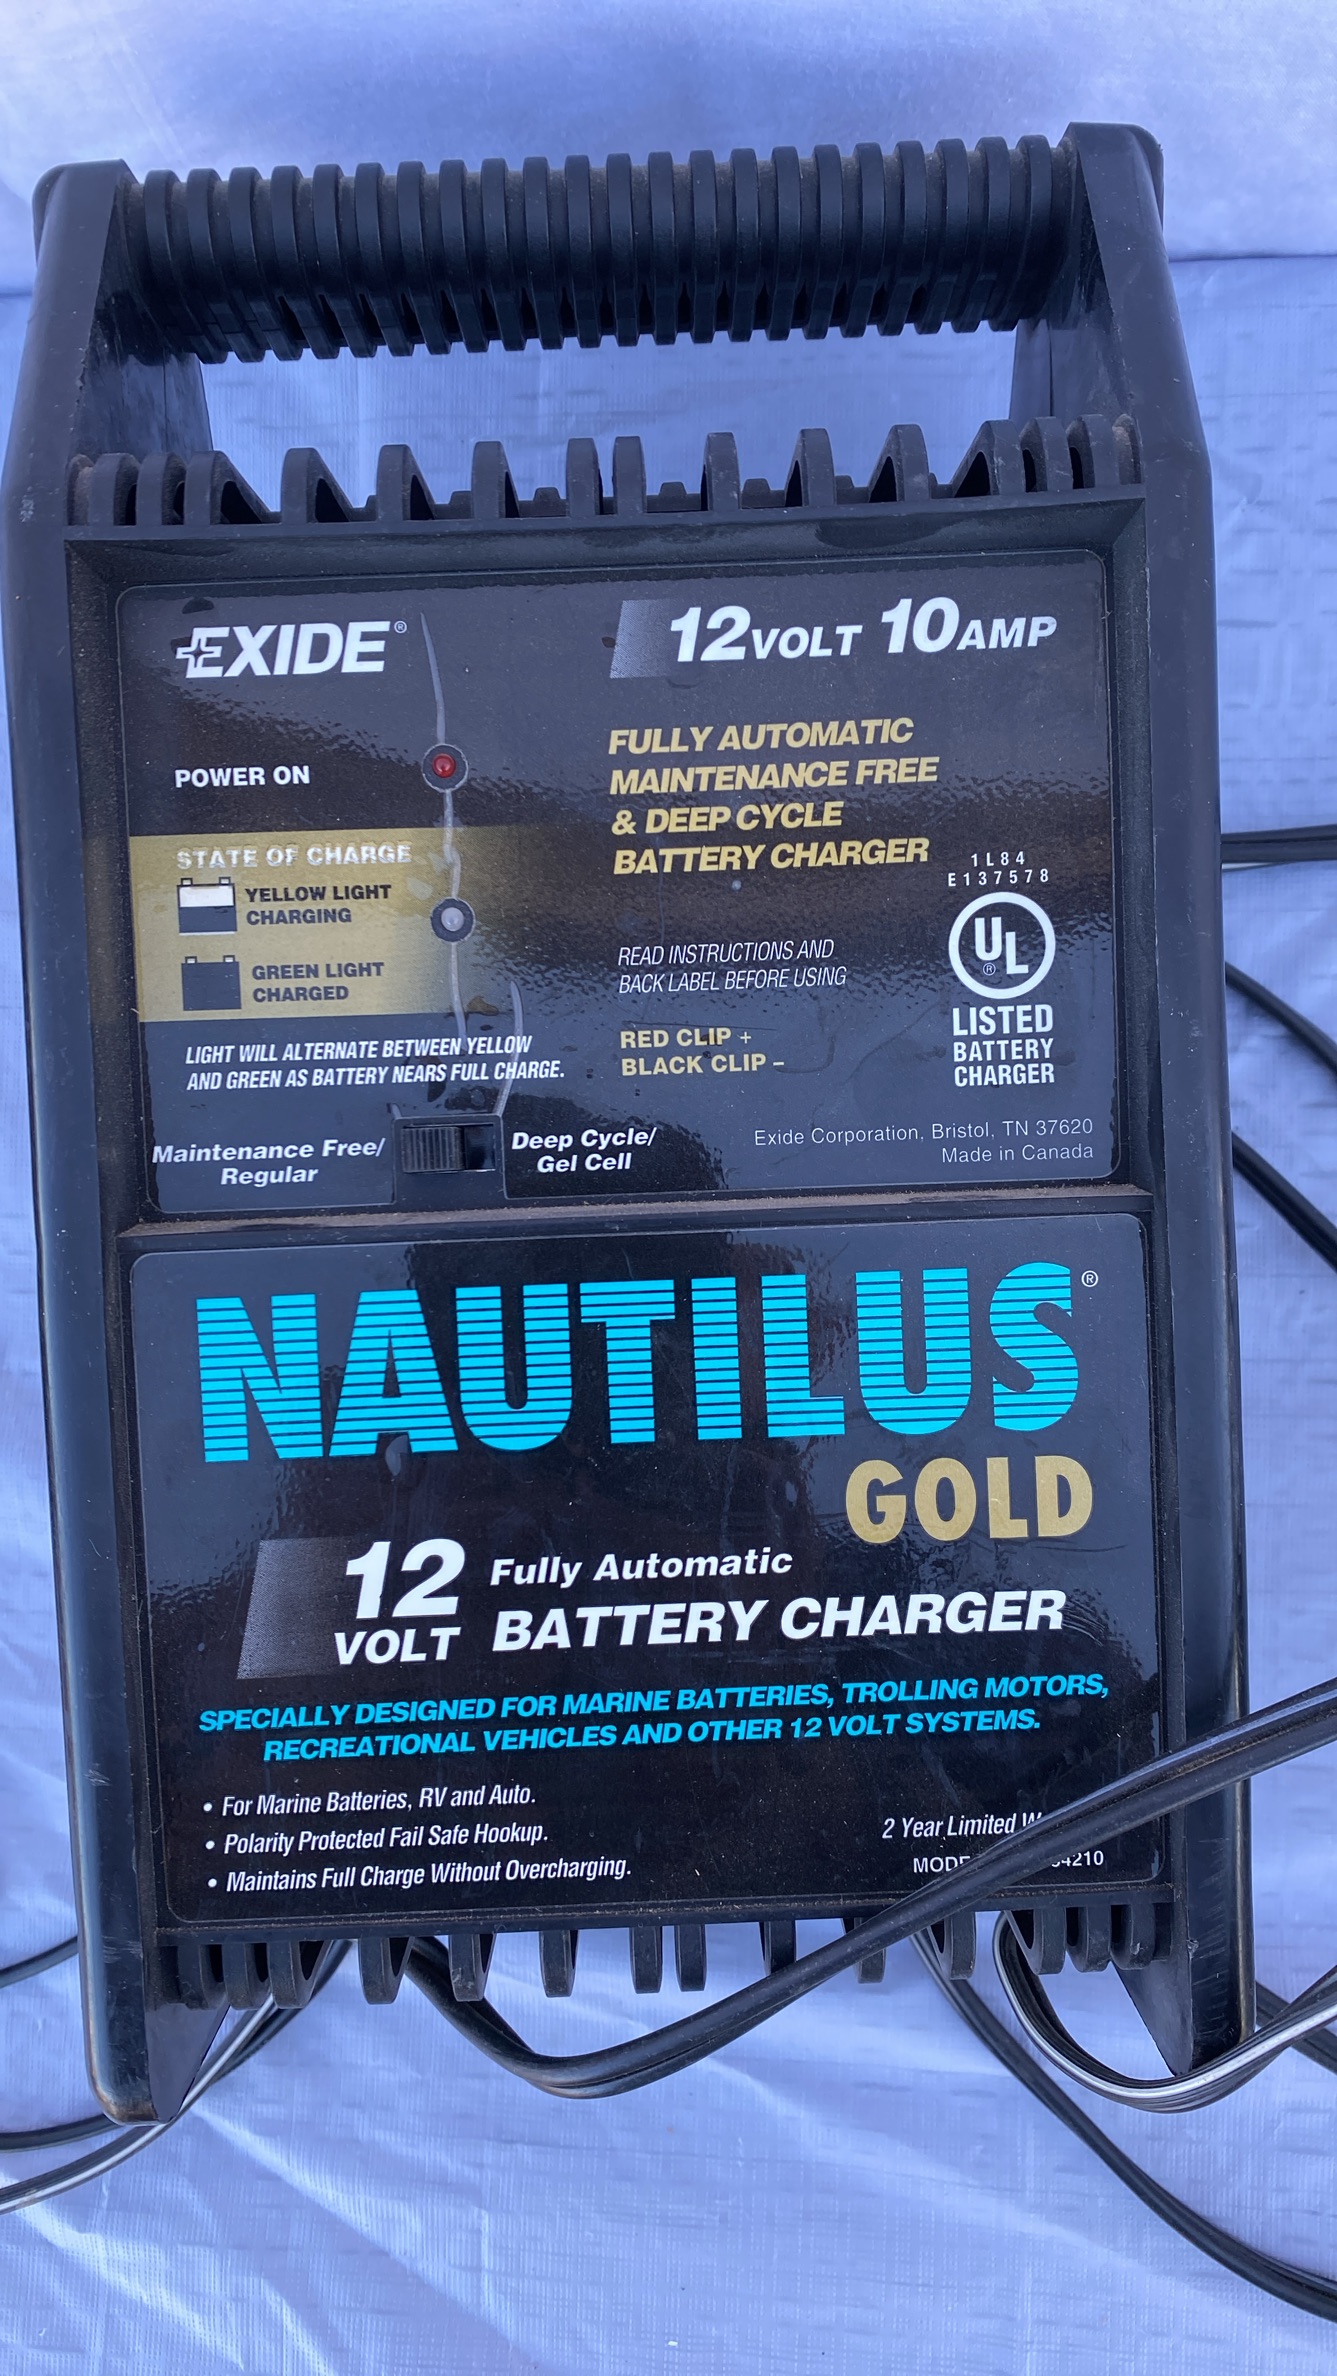 EXIDE®
12 VOLT 10 AMP
POWER ON
FULLY AUTOMATIC
MAINTENANCE FREE
& DEEP CYCLE
BATTERY CHARGER
STATE OF CHARGE
YELLOW LIGHT
CHARGING
GREEN LIGHT
CHARGED
LIGHT WILL ALTERNATE BETWEEN YELLOW
AND GREEN AS BATTERY NEARS FULL CHARGE.
READ INSTRUCTIONS AND
BACK LABEL BEFORE USING
RED CLIP +
BLACK CLIP –
1L84
E137578
UL®
LISTED
BATTERY
CHARGER
Maintenance Free/
Regular
Deep Cycle/
Gel Cell
Exide Corporation, Bristol, TN 37620
Made in Canada
NAUTILUS®
GOLD
12
VOLT
Fully Automatic
BATTERY CHARGER
SPECIALLY DESIGNED FOR MARINE BATTERIES, TROLLING MOTORS,
RECREATIONAL VEHICLES AND OTHER 12 VOLT SYSTEMS.
• For Marine Batteries, RV and Auto.
• Polarity Protected Fail Safe Hookup.
• Maintains Full Charge Without Overcharging.
2 Year Limited